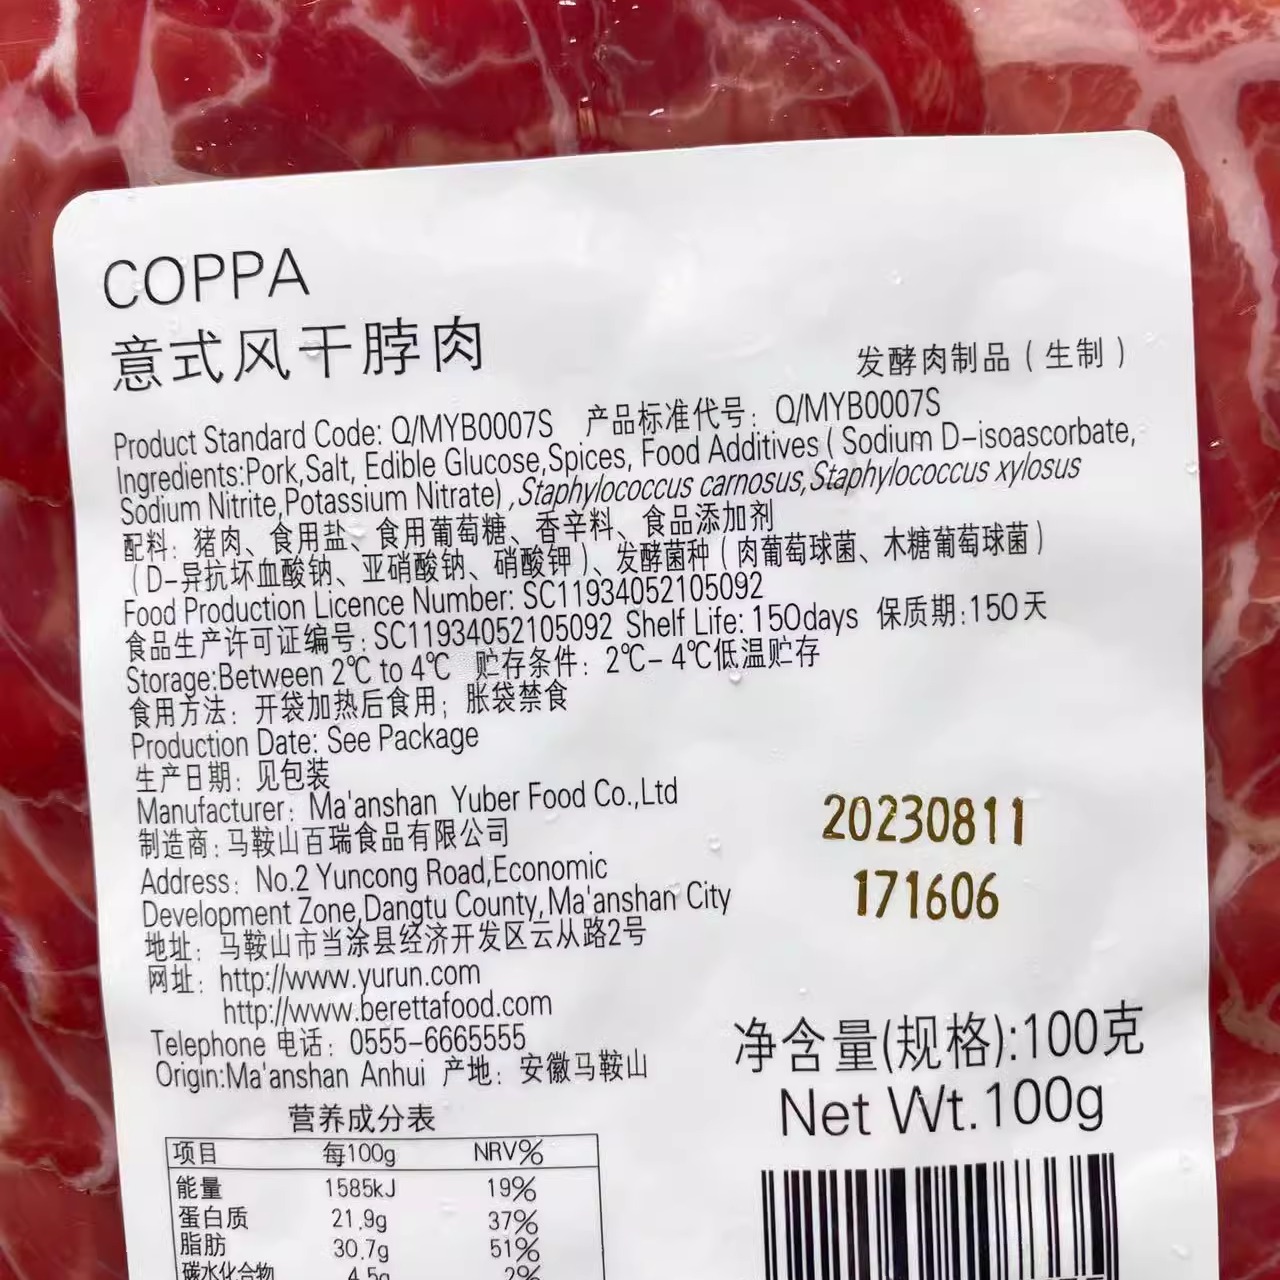 COPPA
意式风干脖肉
发酵肉制品（生制）
Product Standard Code: Q/MYB0007S 产品标准代号：Q/MYB0007S
Ingredients:Pork,Salt, Edible Glucose,Spices, Food Additives ( Sodium D-isoascorbate,
Sodium Nitrite,Potassium Nitrate) ,Staphylococcus carnosus,Staphylococcus xylosus
配料：猪肉、食用盐、食用葡萄糖、香辛料、食品添加剂
（D-异抗坏血酸钠、亚硝酸钠、硝酸钾）、发酵菌种（肉葡萄球菌、木糖葡萄球菌）
Food Production Licence Number: SC11934052105092
食品生产许可证编号：SC11934052105092 Shelf Life: 150days 保质期:150天
Storage:Between 2℃ to 4℃ 贮存条件：2℃- 4℃低温贮存
食用方法：开袋加热后食用；胀袋禁食
Production Date: See Package
生产日期：见包装
Manufacturer：Ma'anshan Yuber Food Co.,Ltd
制造商：马鞍山百瑞食品有限公司
Address：No.2 Yuncong Road,Economic
Development Zone,Dangtu County,Ma'anshan City
地址：马鞍山市当涂县经济开发区云从路2号
网址：http://www.yurun.com
http://www.berettafood.com
Telephone 电话：0555-6665555
Origin:Ma'anshan Anhui 产地：安徽马鞍山
20230811
171606
净含量(规格):100克
Net Wt.100g
营养成分表
项目 每100g NRV%
能量 1585kJ 19%
蛋白质 21.9g 37%
脂肪 30.7g 51%
碳水化合物 4.5g 2%